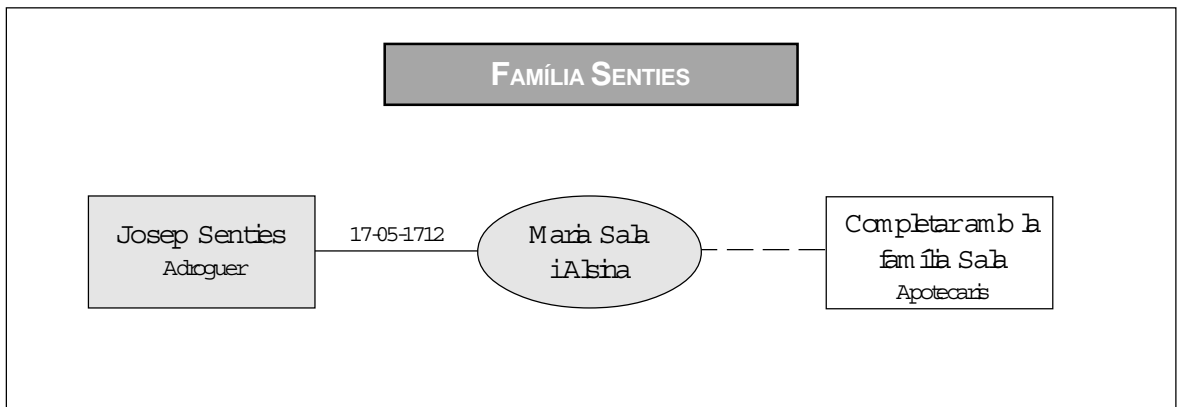 FAMÍLIA SENTIES
Josep Senties
Adroguer
17-05-1712
Maria Sala
i Alsina
Completar amb la
família Sala
Apotecaris